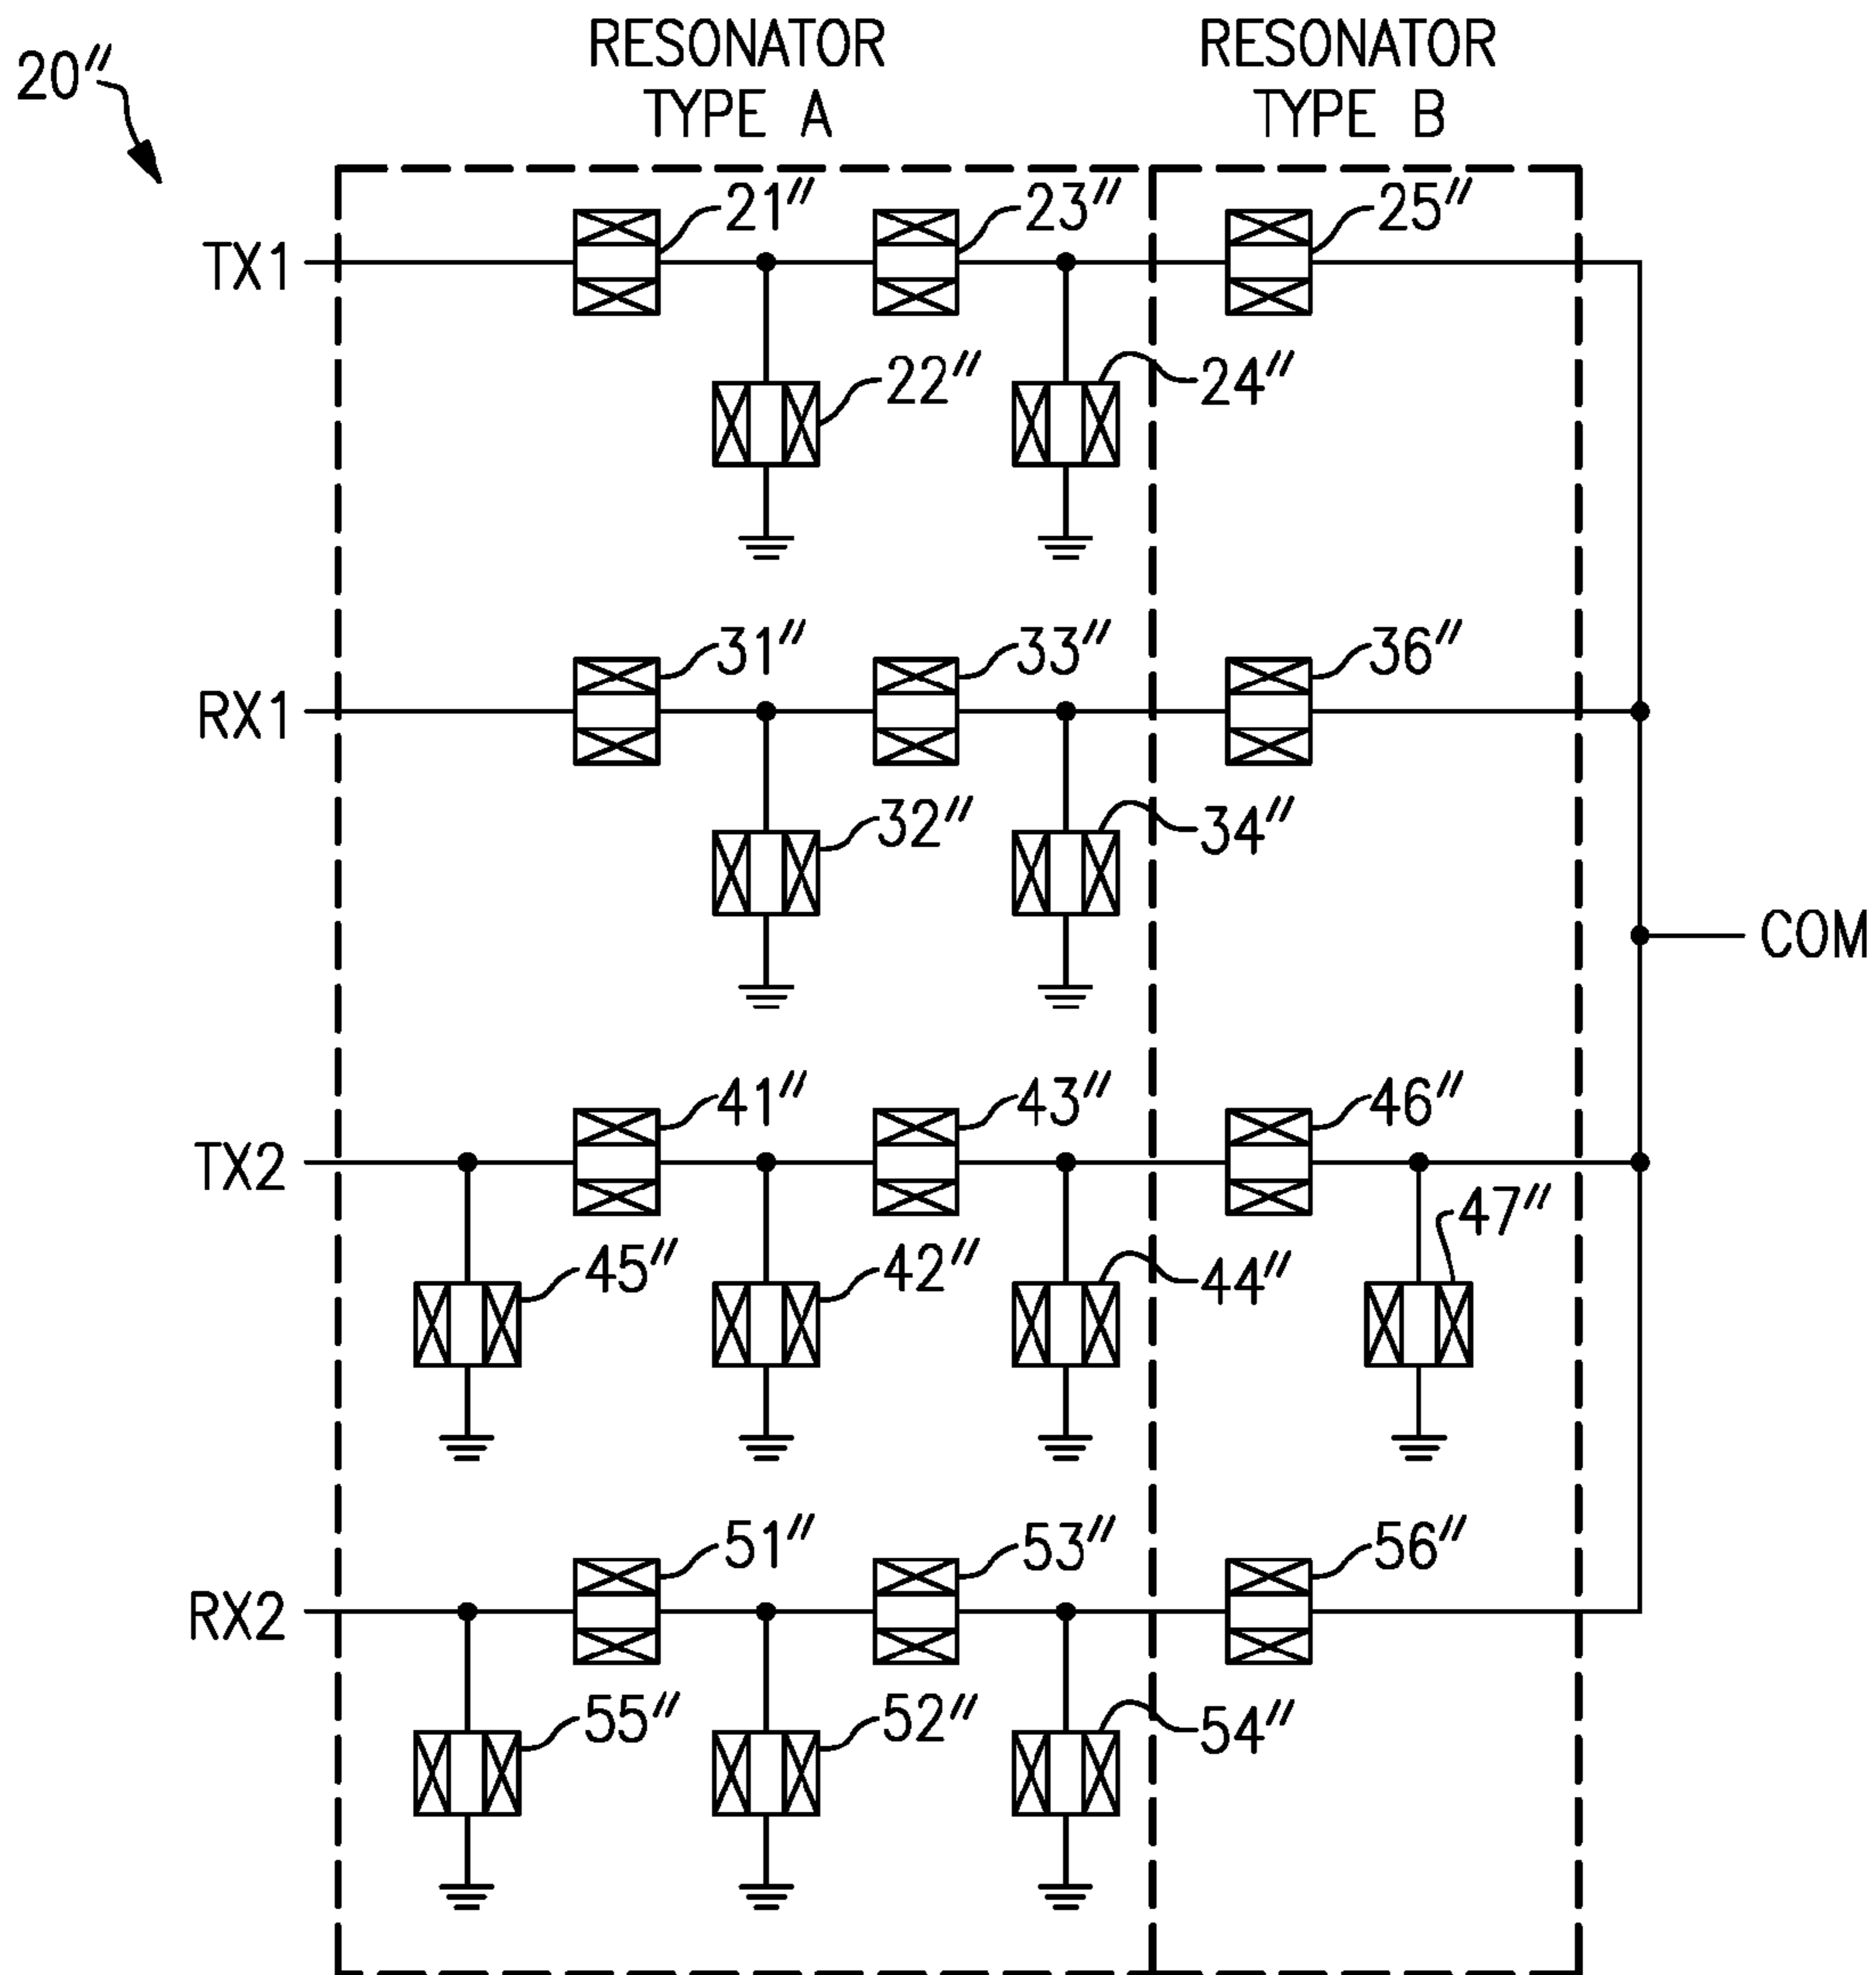 RESONATOR
TYPE A
RESONATOR
TYPE B
20″
21″
23″
25″
TX1
22″
24″
31″
33″
36″
RX1
32″
34″
COM
41″
43″
46″
TX2
47″
45″
42″
44″
51″
53″
56″
RX2
55″
52″
54″